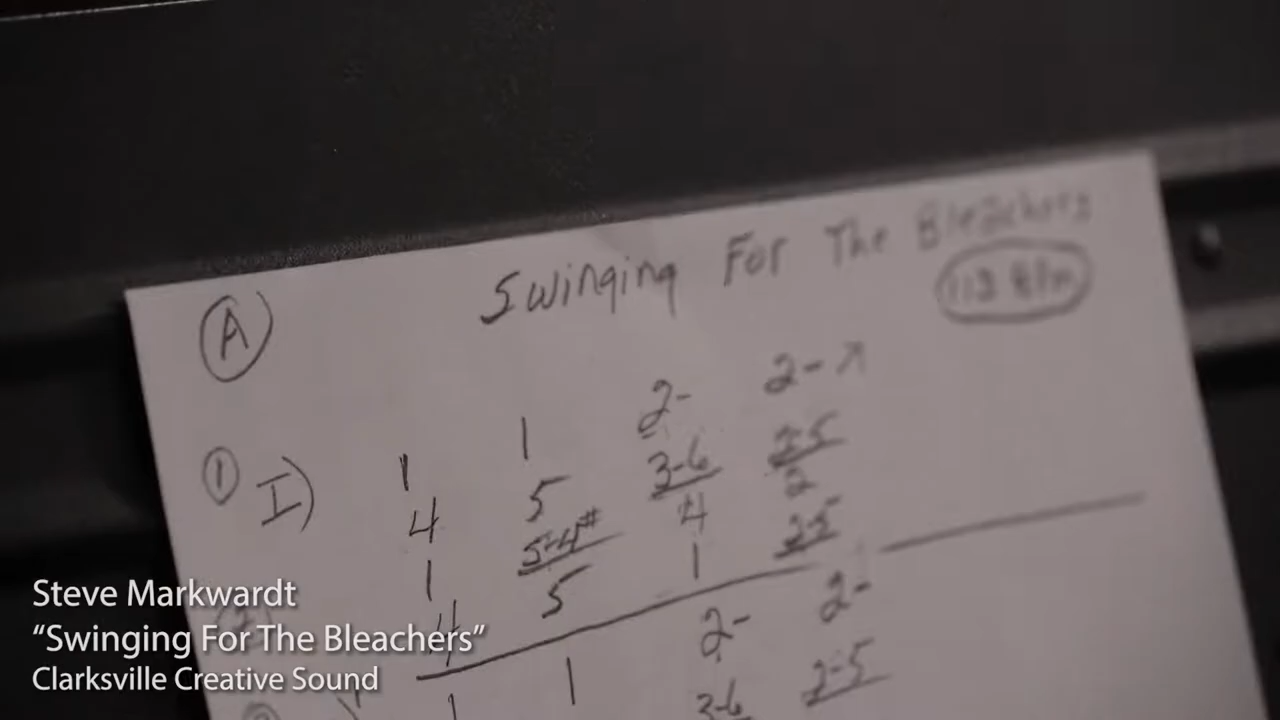 Swinging For The Bleachers
A
1 I) 1 1 2- 2-
4 5 3-6 2-5
1 5-4# 4 2
4 5 1 2-5
1 1 2- 2-
3-6 2-5
Steve Markwardt
“Swinging For The Bleachers”
Clarksville Creative Sound